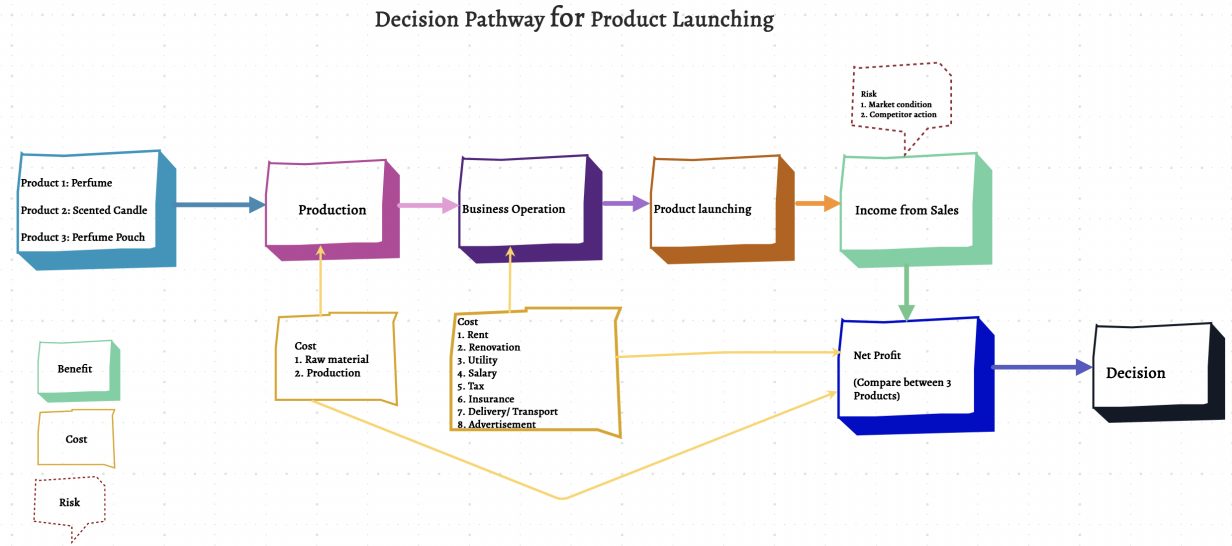 Decision Pathway for Product Launching
Risk
1. Market condition
2. Competitor action
Product 1: Perfume
Product 2: Scented Candle
Product 3: Perfume Pouch
Production
Business Operation
Product launching
Income from Sales
Cost
1. Raw material
2. Production
Cost
1. Rent
2. Renovation
3. Utility
4. Salary
5. Tax
6. Insurance
7. Delivery/ Transport
8. Advertisement
Net Profit
(Compare between 3
Products)
Decision
Benefit
Cost
Risk